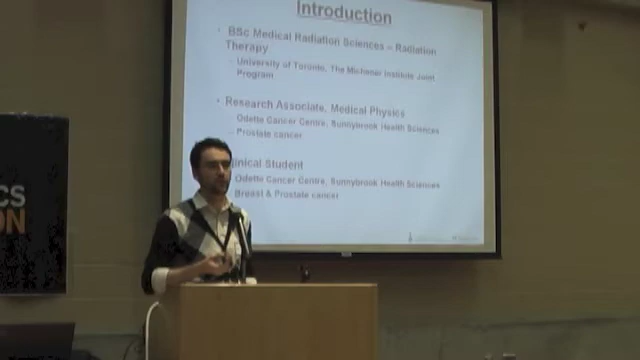 Introduction
BSc Medical Radiation Sciences – Radiation
Therapy
– University of Toronto, The Michener Institute Joint
Program
• Research Associate, Medical Physics
Odette Cancer Centre, Sunnybrook Health Sciences
– Prostate cancer
linical Student
– Odette Cancer Centre, Sunnybrook Health Sciences
Breast & Prostate cancer
CS
ON